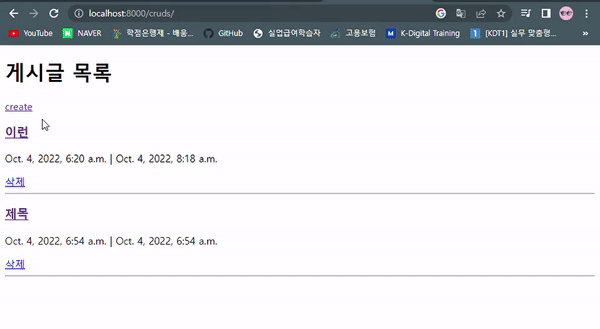 localhost:8000/cruds/
YouTube NAVER 학점은행제 - 배움... GitHub 실업급여학습자 고용보험 K-Digital Training [KDT1] 실무 맞춤형... »
게시글 목록
create
이런
Oct. 4, 2022, 6:20 a.m. | Oct. 4, 2022, 8:18 a.m.
삭제
제목
Oct. 4, 2022, 6:54 a.m. | Oct. 4, 2022, 6:54 a.m.
삭제